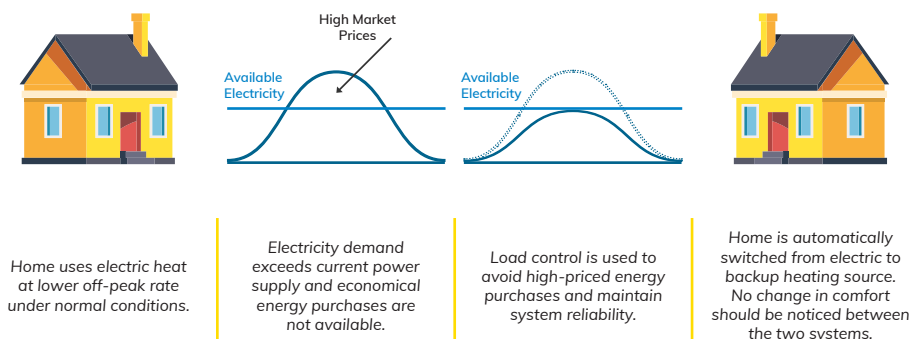 High Market
Prices
Available
Electricity
Available
Electricity
Home uses electric heat
at lower off-peak rate
under normal conditions.
Electricity demand
exceeds current power
supply and economical
energy purchases are
not available.
Load control is used to
avoid high-priced energy
purchases and maintain
system reliability.
Home is automatically
switched from electric to
backup heating source.
No change in comfort
should be noticed between
the two systems.